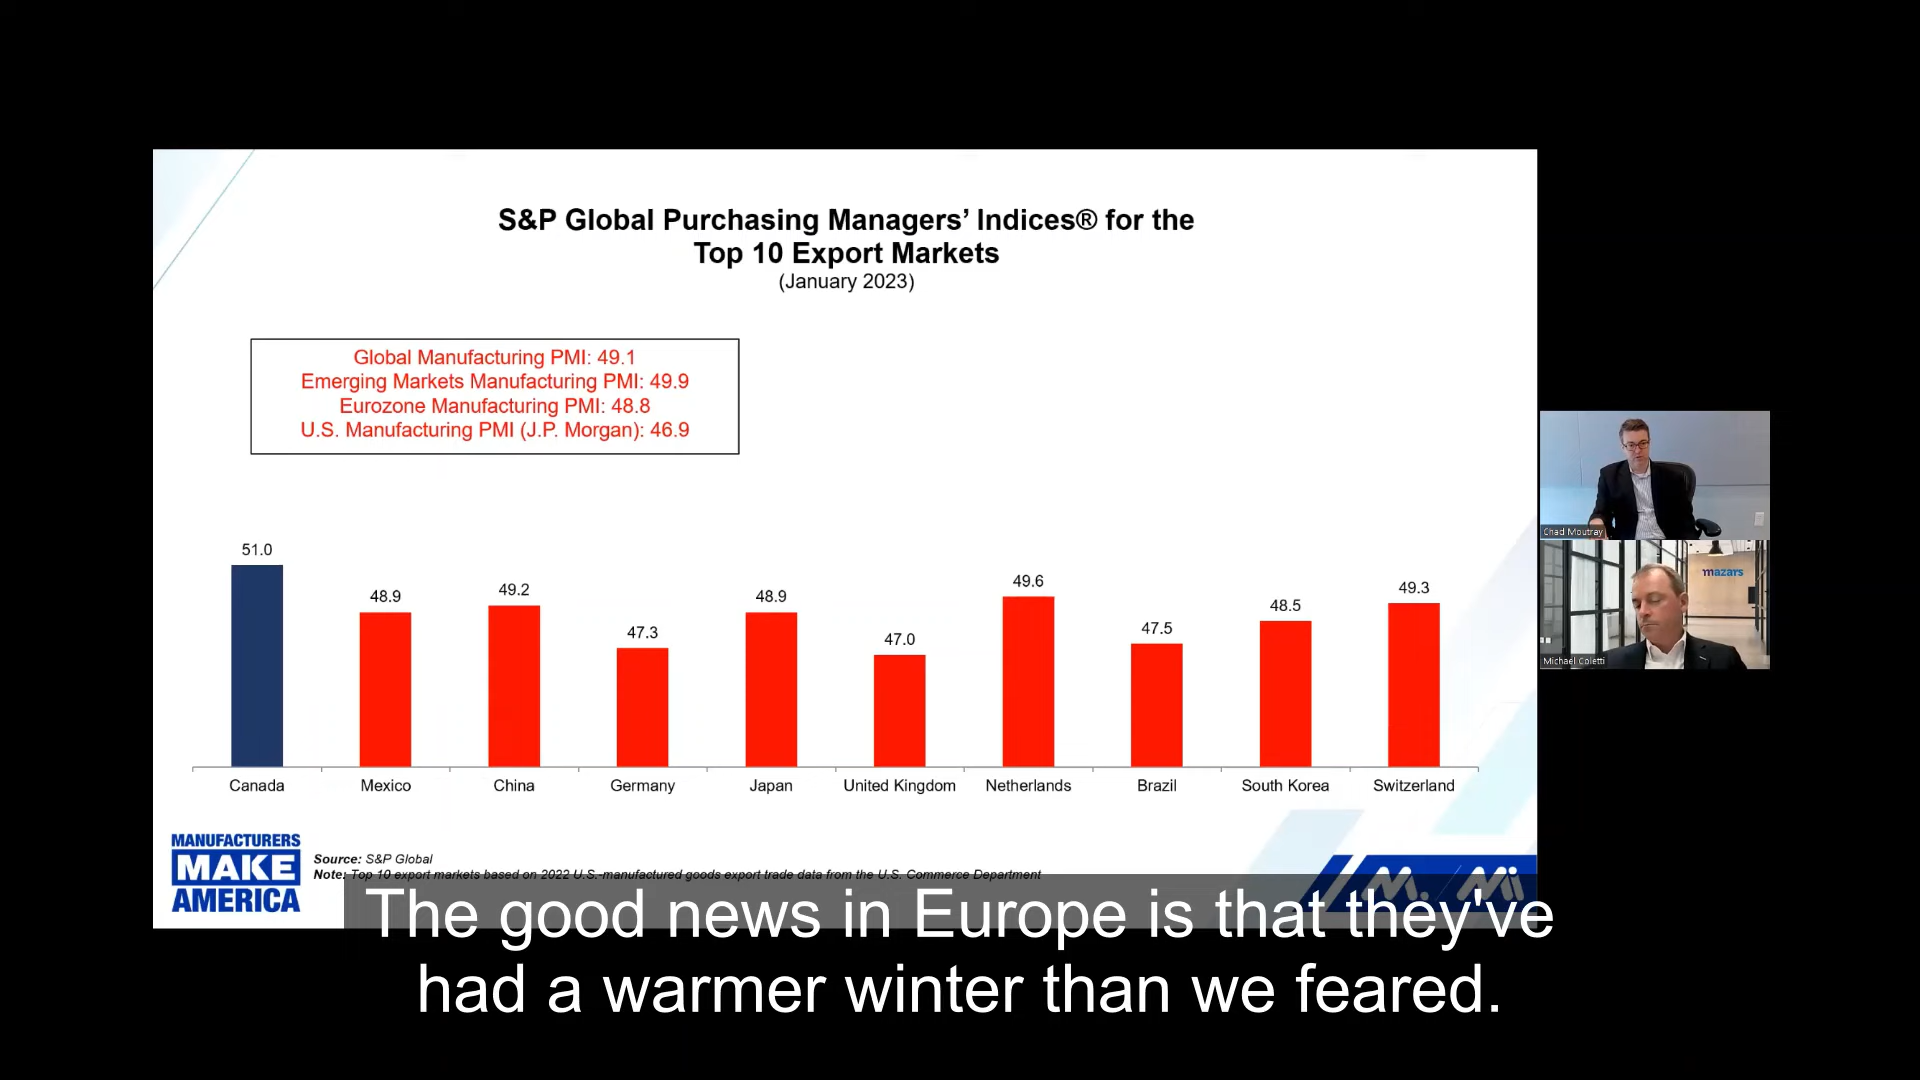 S&P Global Purchasing Managers’ Indices® for the
Top 10 Export Markets
(January 2023)
Global Manufacturing PMI: 49.1
Emerging Markets Manufacturing PMI: 49.9
Eurozone Manufacturing PMI: 48.8
U.S. Manufacturing PMI (J.P. Morgan): 46.9
51.0
48.9
49.2
47.3
48.9
47.0
49.6
47.5
48.5
49.3
Canada
Mexico
China
Germany
Japan
United Kingdom
Netherlands
Brazil
South Korea
Switzerland
MANUFACTURERS
MAKE
AMERICA
Source: S&P Global
Note: Top 10 export markets based on 2022 U.S.-manufactured goods export trade data from the U.S. Commerce Department
M. Mi
Chad Moutray
mazars
Michael Coletti
The good news in Europe is that they've
had a warmer winter than we feared.